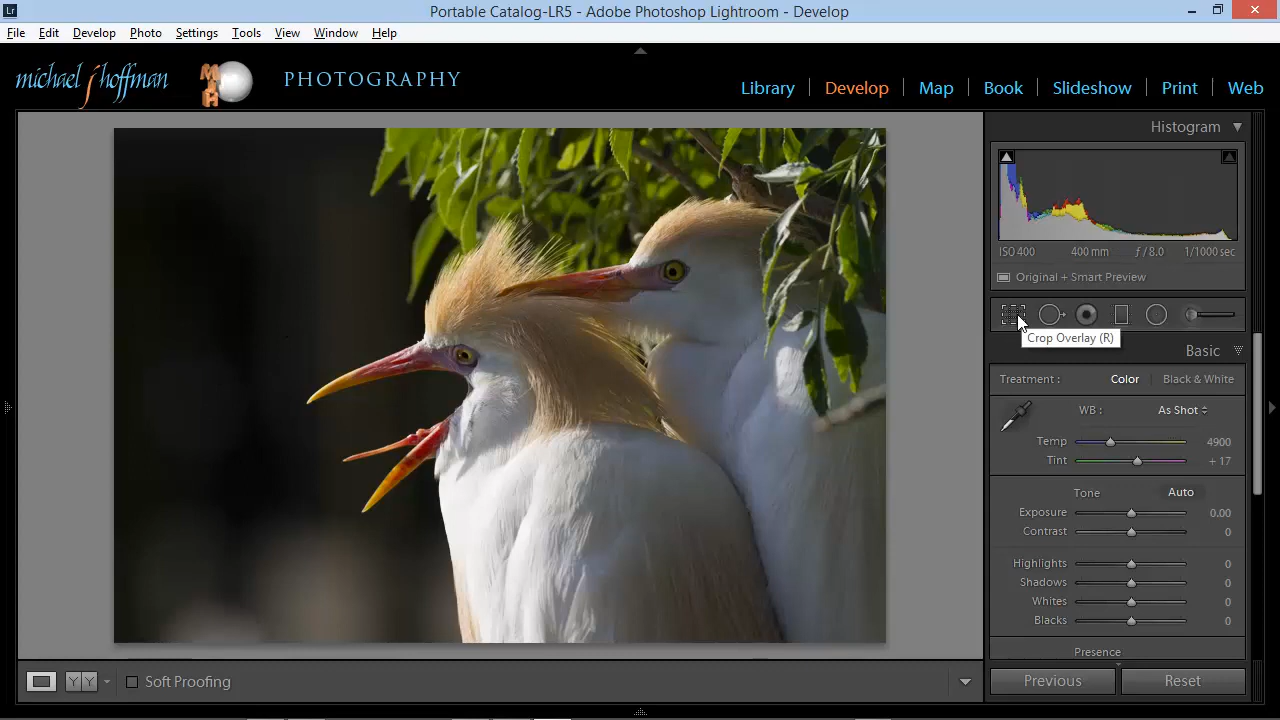 Lr
Portable Catalog-LR5 - Adobe Photoshop Lightroom - Develop
File Edit Develop Photo Settings Tools View Window Help
michael j hoffman MJH PHOTOGRAPHY
Library Develop Map Book Slideshow Print Web
Histogram
ISO 400 400 mm ƒ / 8.0 1/1000 sec
Original + Smart Preview
Crop Overlay (R)
Basic
Treatment : Color Black & White
WB : As Shot
Temp 4900
Tint + 17
Tone Auto
Exposure 0.00
Contrast 0
Highlights 0
Shadows 0
Whites 0
Blacks 0
Presence
Y Y Soft Proofing
Previous Reset